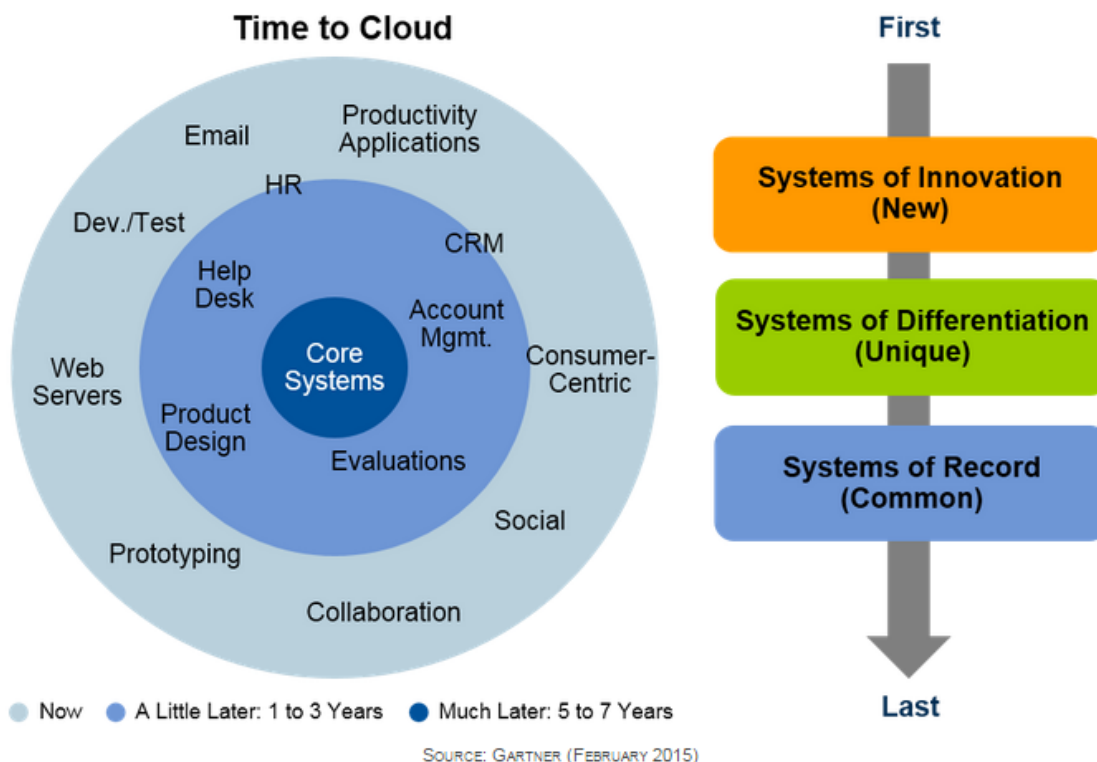 Time to Cloud
Email
Productivity
Applications
HR
Dev./Test
CRM
Help
Desk
Account
Mgmt.
Core
Systems
Consumer-
Centric
Web
Servers
Product
Design
Evaluations
Social
Prototyping
Collaboration
Now
A Little Later: 1 to 3 Years
Much Later: 5 to 7 Years
First
Systems of Innovation
(New)
Systems of Differentiation
(Unique)
Systems of Record
(Common)
Last
SOURCE: GARTNER (FEBRUARY 2015)